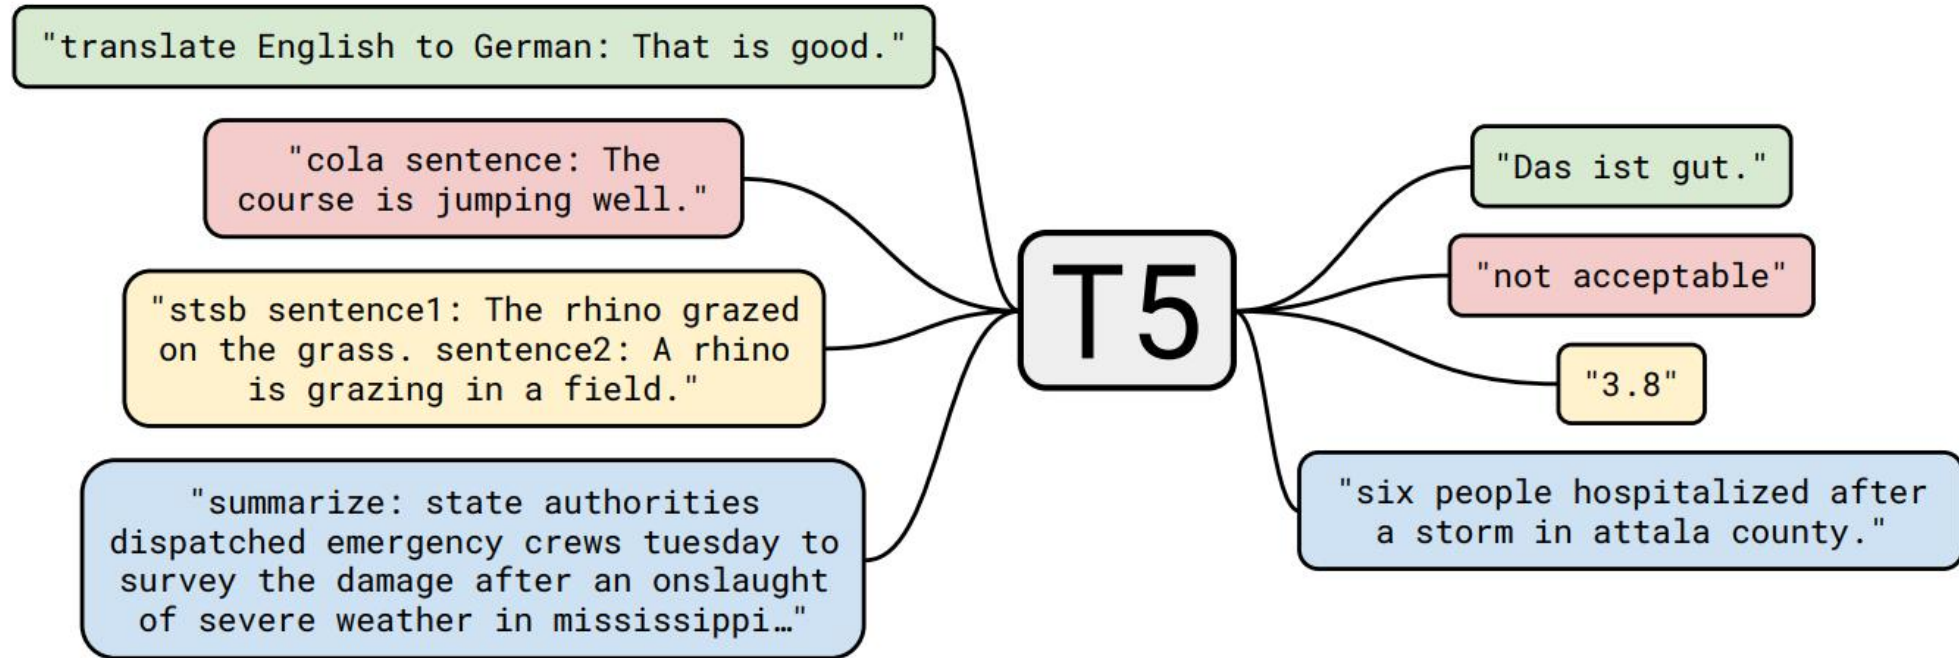 "translate English to German: That is good."
"cola sentence: The
course is jumping well."
"stsb sentence1: The rhino grazed
on the grass. sentence2: A rhino
is grazing in a field."
"summarize: state authorities
dispatched emergency crews tuesday to
survey the damage after an onslaught
of severe weather in mississippi…"
T5
"Das ist gut."
"not acceptable"
"3.8"
"six people hospitalized after
a storm in attala county."